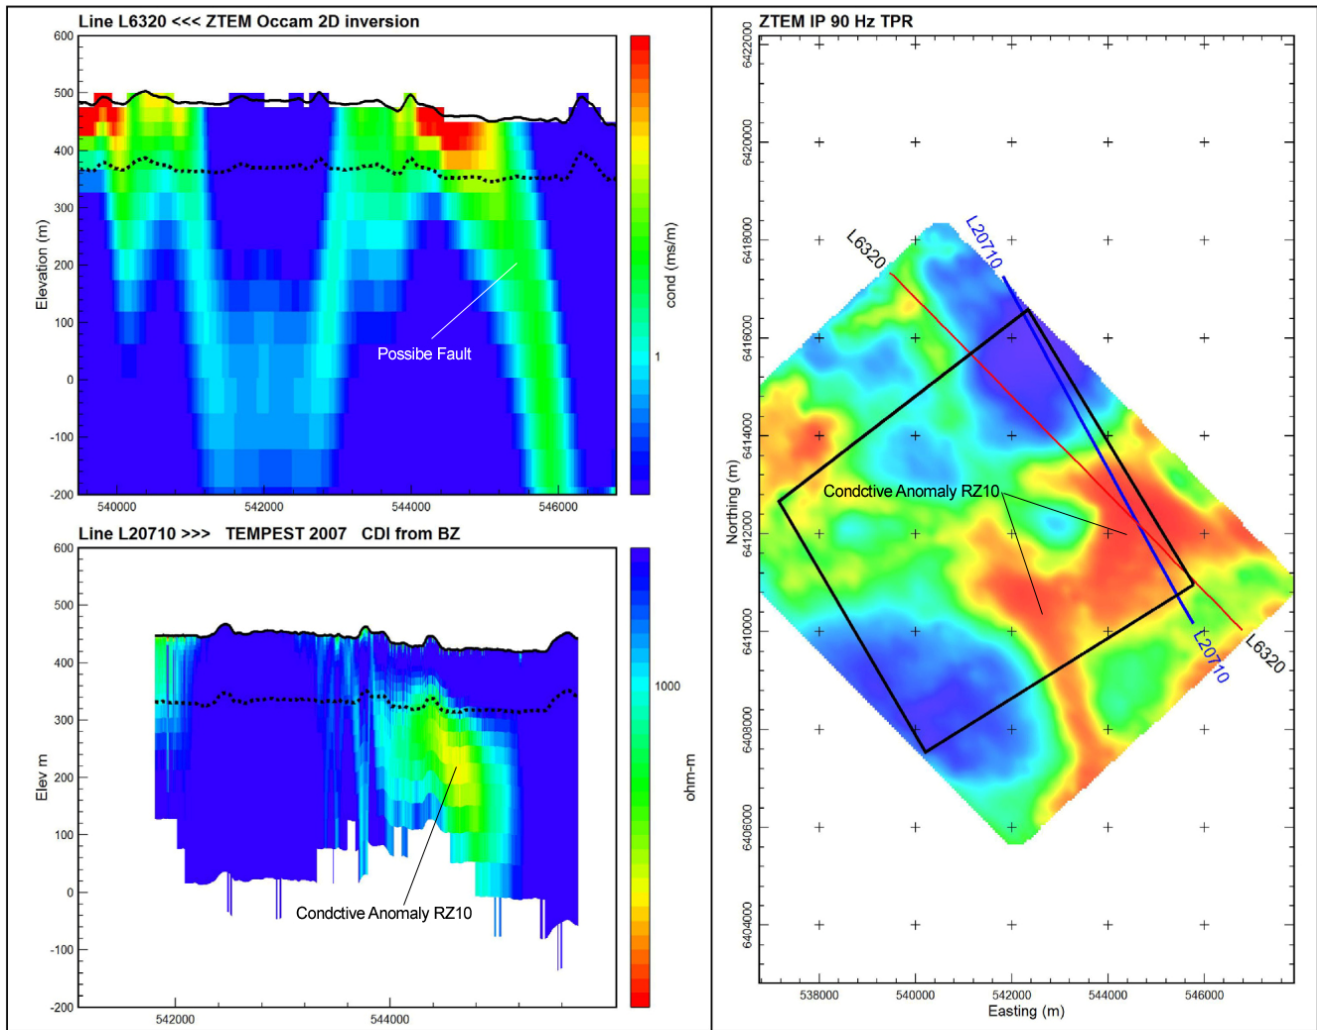 Line L6320 <<< ZTEM Occam 2D inversion
600
500
400
300
200
100
0
-100
-200
Elevation (m)
540000
542000
544000
546000
Possibe Fault
cond (ms/m)
1
Line L20710 >>> TEMPEST 2007 CDI from BZ
600
500
400
300
200
100
0
-100
-200
Elev m
542000
544000
Condctive Anomaly RZ10
1000
ohm-m
ZTEM IP 90 Hz TPR
6422000
6420000
6418000
6416000
6414000
6412000
6410000
6408000
6406000
6404000
Northing (m)
L6320
L20710
Condctive Anomaly RZ10
L20710
L6320
538000
540000
542000
544000
546000
Easting (m)